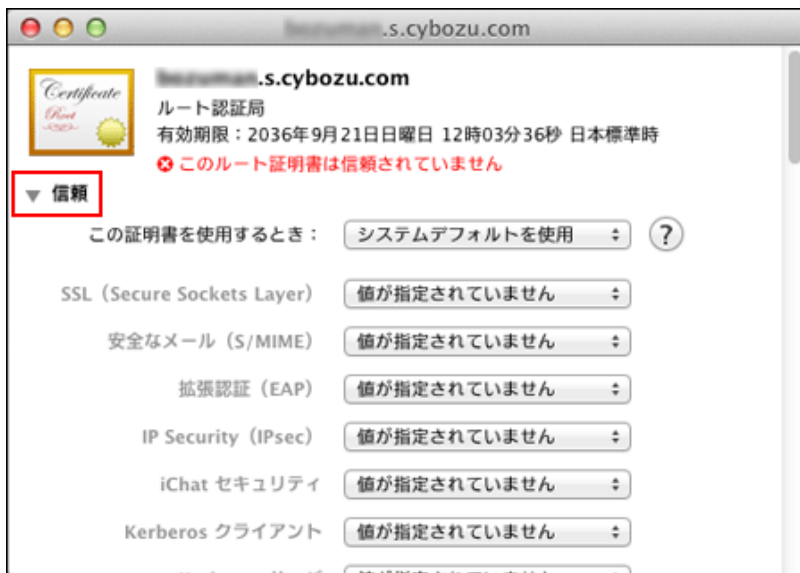 .s.cybozu.com
Certificate
Root
.s.cybozu.com
ルート認証局
有効期限：2036年9月21日日曜日 12時03分36秒 日本標準時
このルート証明書は信頼されていません
▼ 信頼
この証明書を使用するとき： システムデフォルトを使用 ?
SSL（Secure Sockets Layer） 値が指定されていません
安全なメール（S/MIME） 値が指定されていません
拡張認証（EAP） 値が指定されていません
IP Security（IPsec） 値が指定されていません
iChat セキュリティ 値が指定されていません
Kerberos クライアント 値が指定されていません